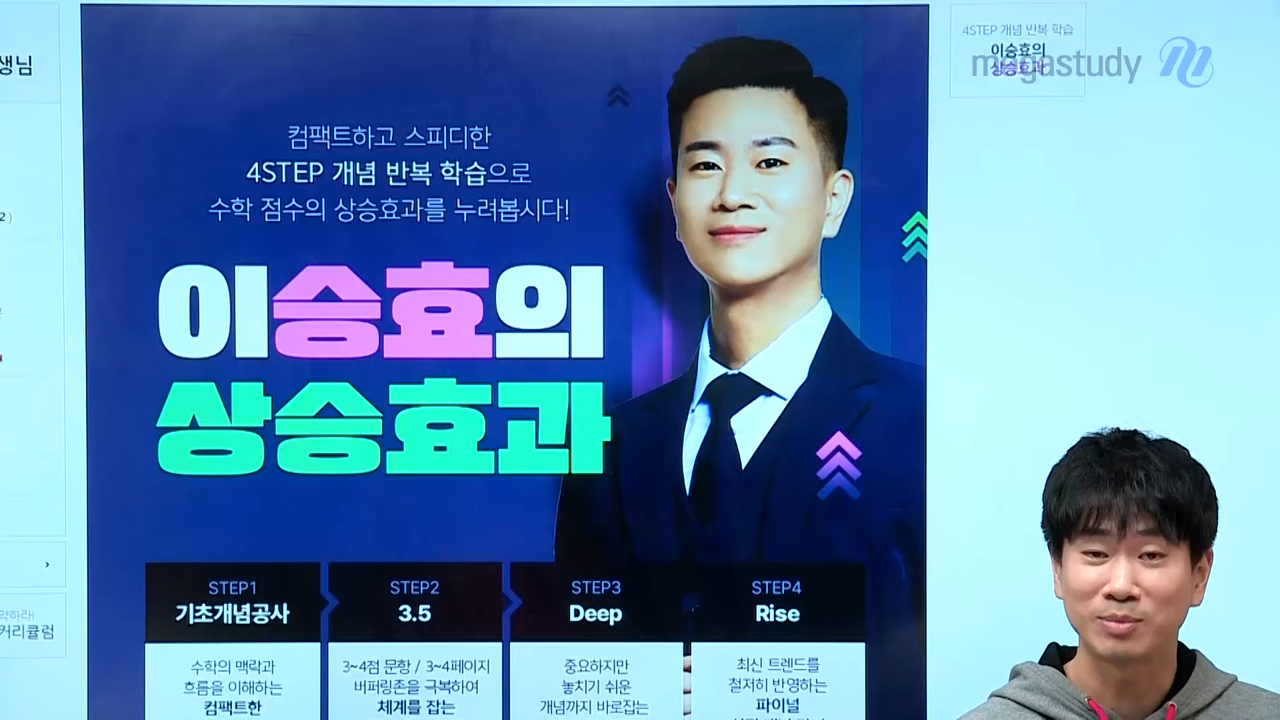 생님
컴팩트하고 스피디한
4STEP 개념 반복 학습으로
수학 점수의 상승효과를 누려봅시다!
이승효의
상승효과
STEP1
기초개념공사
수학의 맥락과
흐름을 이해하는
컴팩트한
STEP2
3.5
3~4점 문항 / 3~4페이지
버퍼링존을 극복하여
체계를 잡는
STEP3
Deep
중요하지만
놓치기 쉬운
개념까지 바로잡는
STEP4
Rise
최신 트렌드를
철저히 반영하는
파이널
4STEP 개념 반복 학습
이승효의
상승효과
megastudy
약하라!
커리큘럼